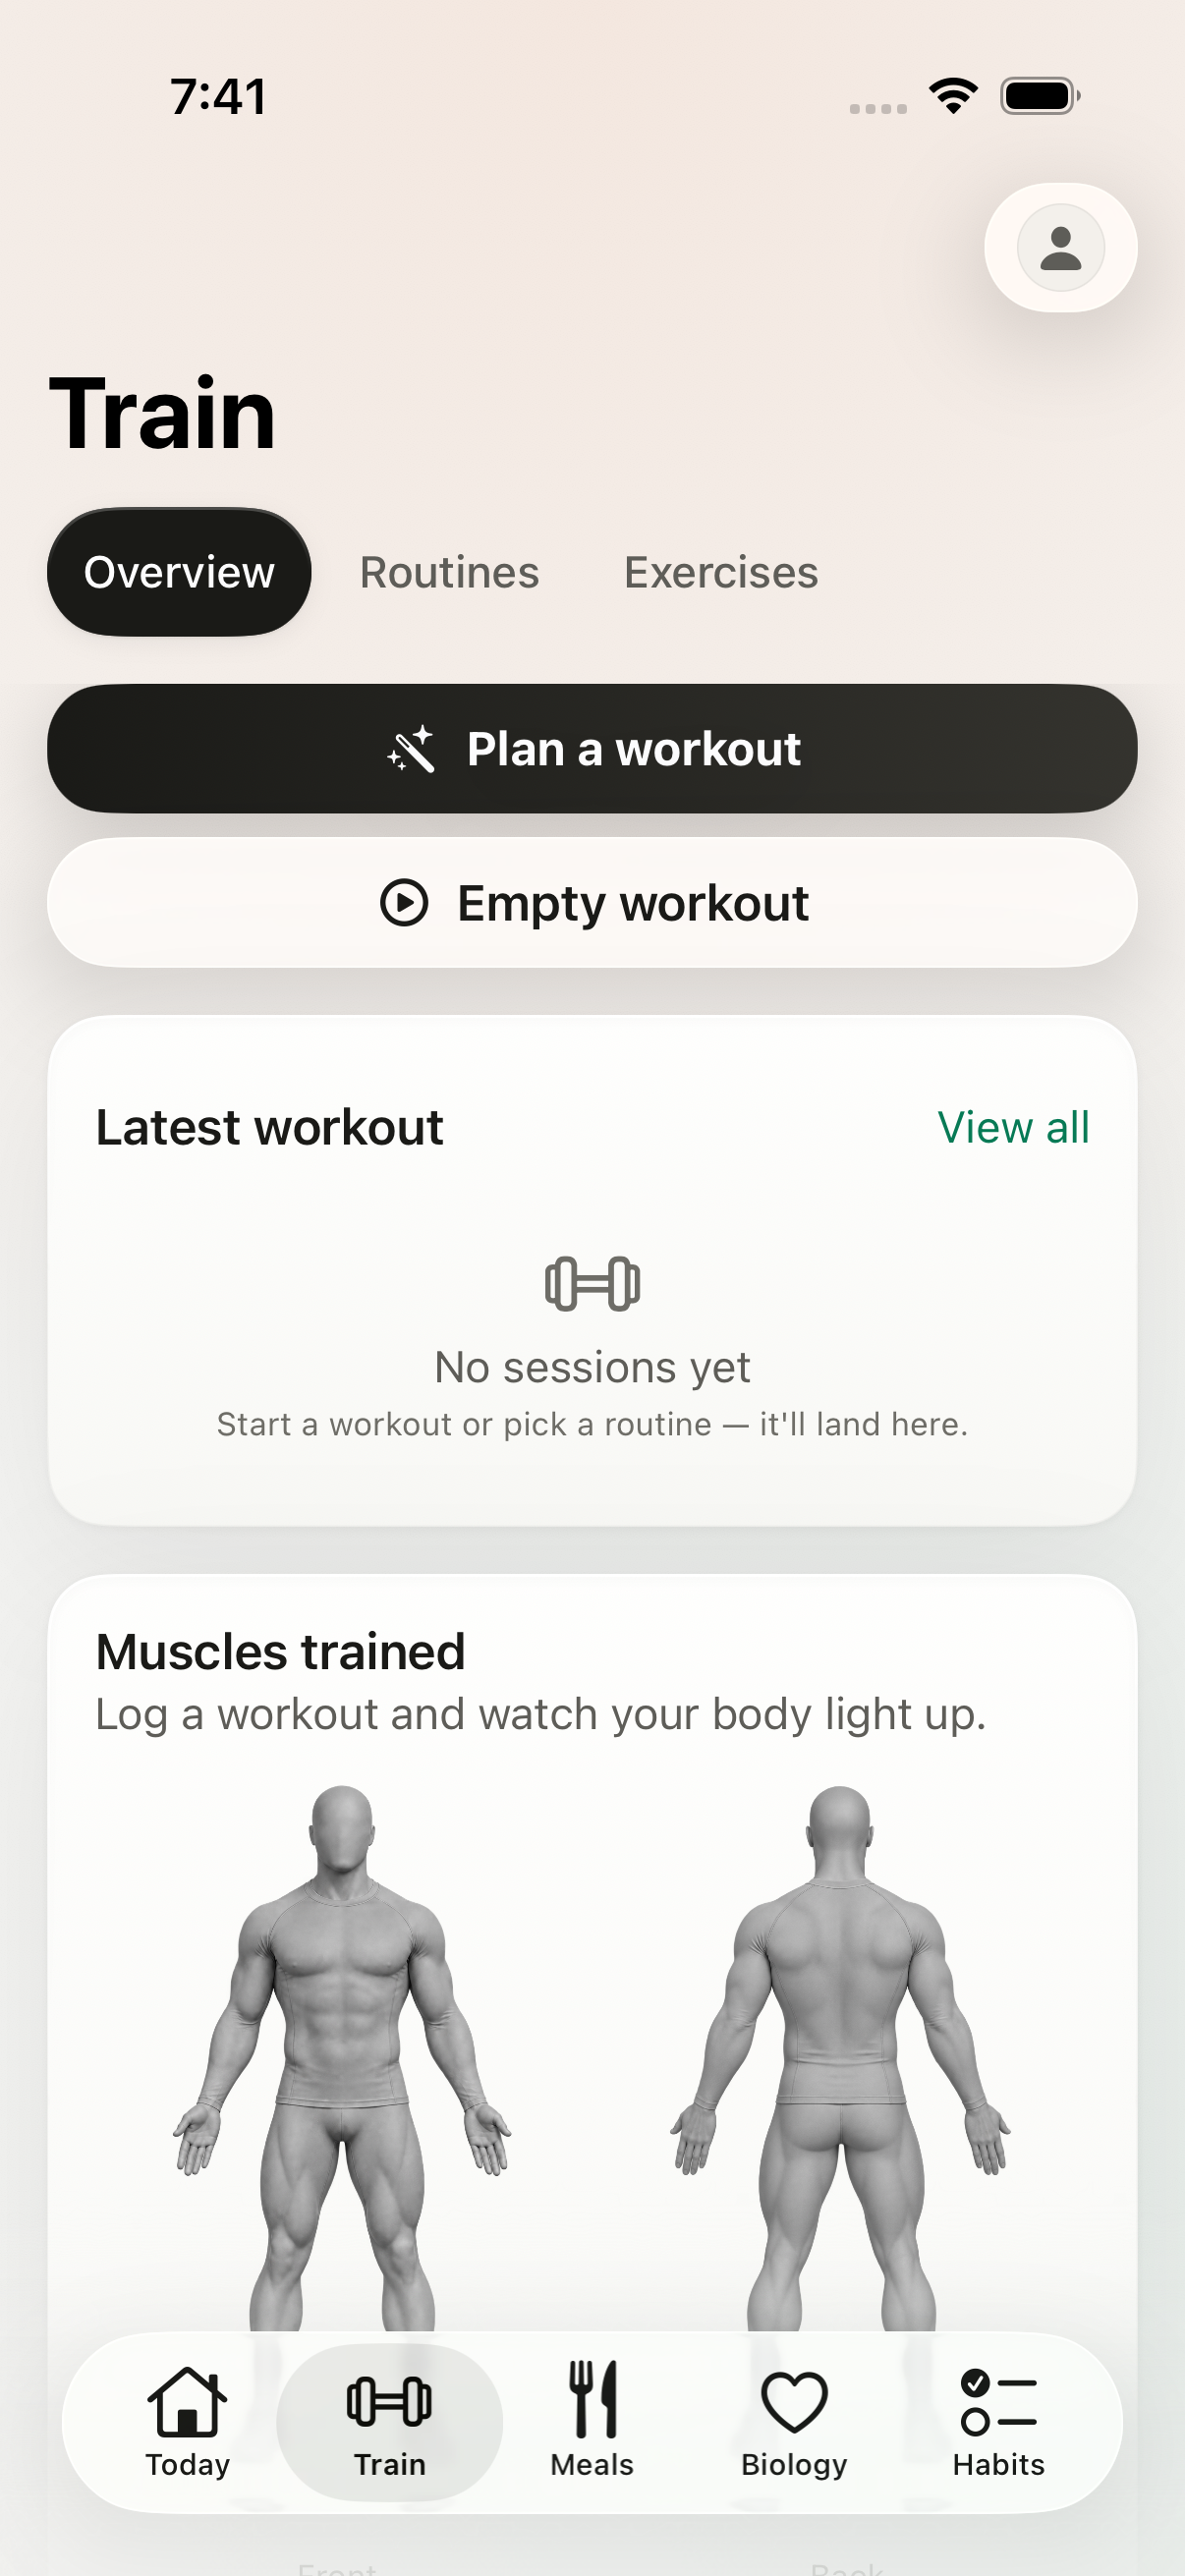 7:41
Train
Overview Routines Exercises
Plan a workout
Empty workout
Latest workout View all
No sessions yet
Start a workout or pick a routine — it'll land here.
Muscles trained
Log a workout and watch your body light up.
Today Train Meals Biology Habits
Front Back